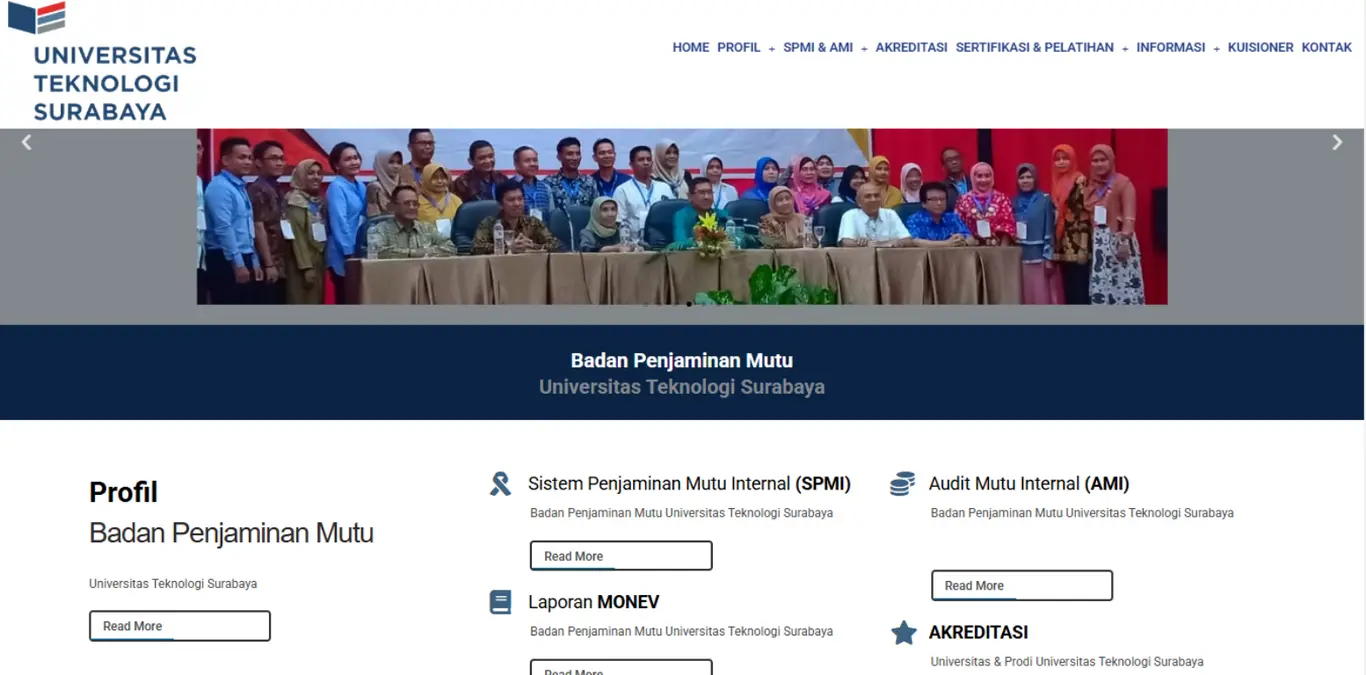 UNIVERSITAS
TEKNOLOGI
SURABAYA
HOME PROFIL + SPMI & AMI + AKREDITASI SERTIFIKASI & PELATIHAN + INFORMASI + KUISIONER KONTAK
Badan Penjaminan Mutu
Universitas Teknologi Surabaya
Profil
Badan Penjaminan Mutu
Universitas Teknologi Surabaya
Read More
Sistem Penjaminan Mutu Internal (SPMI)
Badan Penjaminan Mutu Universitas Teknologi Surabaya
Read More
Laporan MONEV
Badan Penjaminan Mutu Universitas Teknologi Surabaya
Read More
Audit Mutu Internal (AMI)
Badan Penjaminan Mutu Universitas Teknologi Surabaya
Read More
AKREDITASI
Universitas & Prodi Universitas Teknologi Surabaya